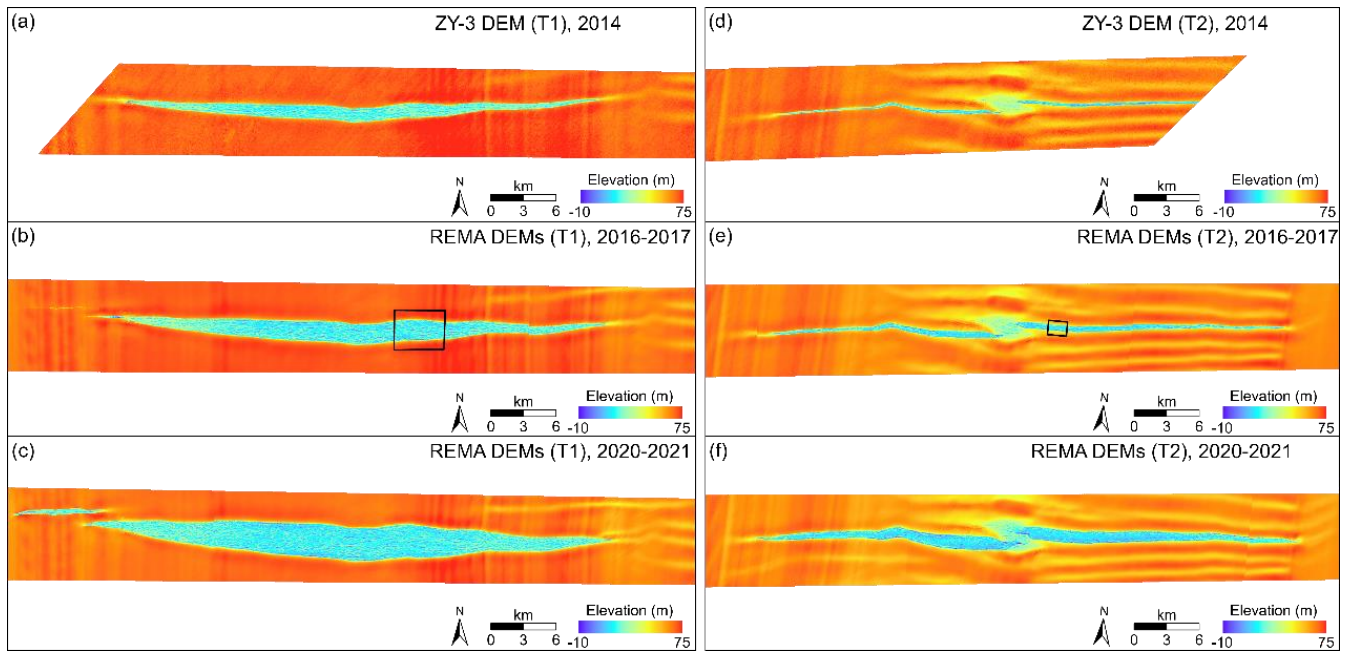 (a)
ZY-3 DEM (T1), 2014
N
km
0 3 6
Elevation (m)
-10 75
(b)
REMA DEMs (T1), 2016-2017
N
km
0 3 6
Elevation (m)
-10 75
(c)
REMA DEMs (T1), 2020-2021
N
km
0 3 6
Elevation (m)
-10 75
(d)
ZY-3 DEM (T2), 2014
N
km
0 3 6
Elevation (m)
-10 75
(e)
REMA DEMs (T2), 2016-2017
N
km
0 3 6
Elevation (m)
-10 75
(f)
REMA DEMs (T2), 2020-2021
N
km
0 3 6
Elevation (m)
-10 75